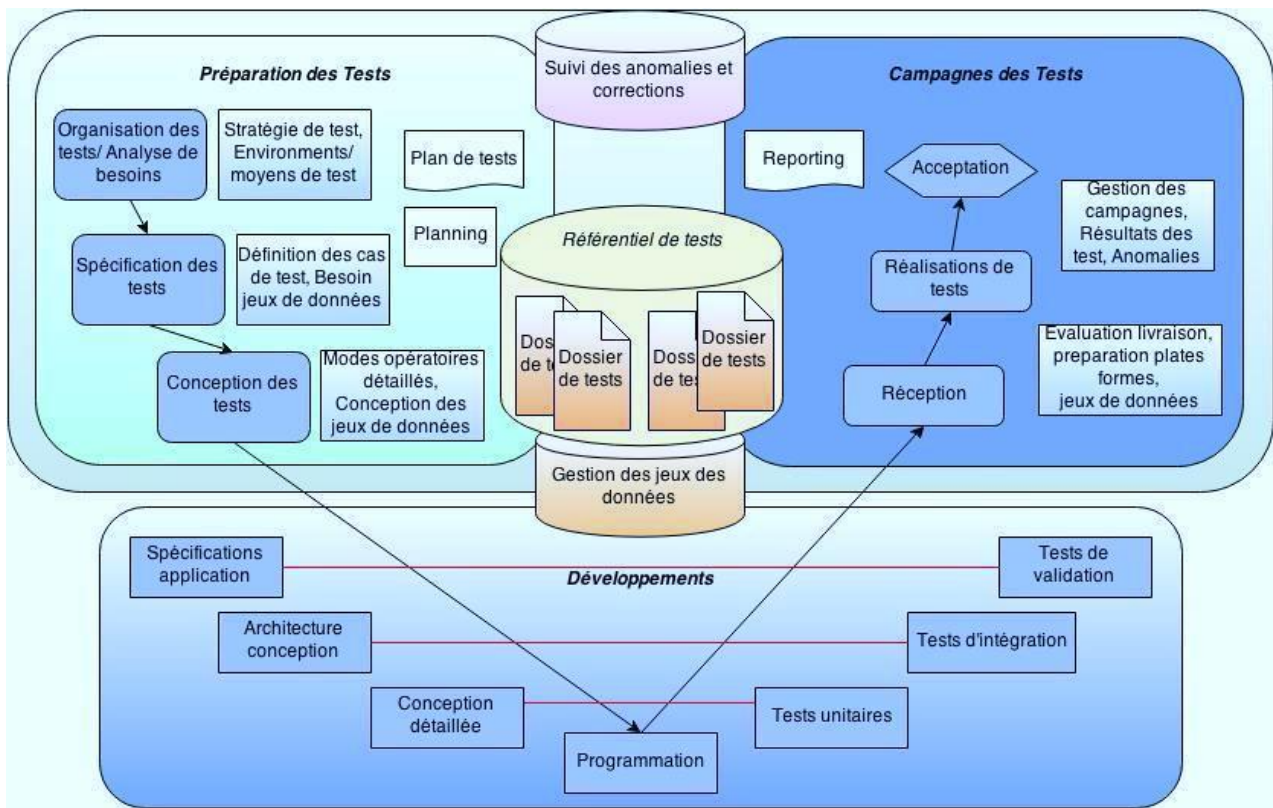 Préparation des Tests
Suivi des anomalies et
corrections
Campagnes des Tests
Organisation des
tests/ Analyse de
besoins
Stratégie de test,
Environments/
moyens de test
Plan de tests
Planning
Spécification des
tests
Définition des cas
de test, Besoin
jeux de données
Conception des
tests
Modes opératoires
détaillés,
Conception des
jeux de données
Référentiel de tests
Dos
de te
Dossier
de tests
de tes
Dossier
de tests
Gestion des jeux des
données
Reporting
Acceptation
Gestion des
campagnes,
Résultats des
test, Anomalies
Réalisations de
tests
Evaluation livraison,
preparation plates
formes,
jeux de données
Réception
Développements
Spécifications
application
Tests de
validation
Architecture
conception
Tests d'intégration
Conception
détaillée
Tests unitaires
Programmation